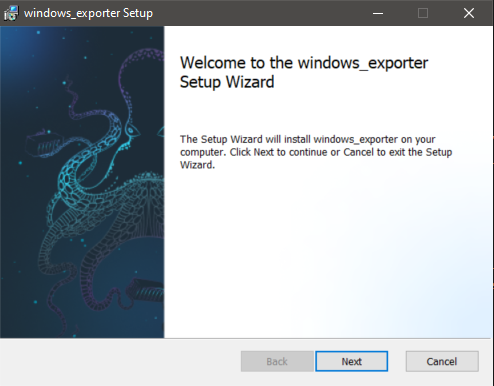 windows_exporter Setup
Welcome to the windows_exporter
Setup Wizard
The Setup Wizard will install windows_exporter on your
computer. Click Next to continue or Cancel to exit the Setup
Wizard.
Back
Next
Cancel